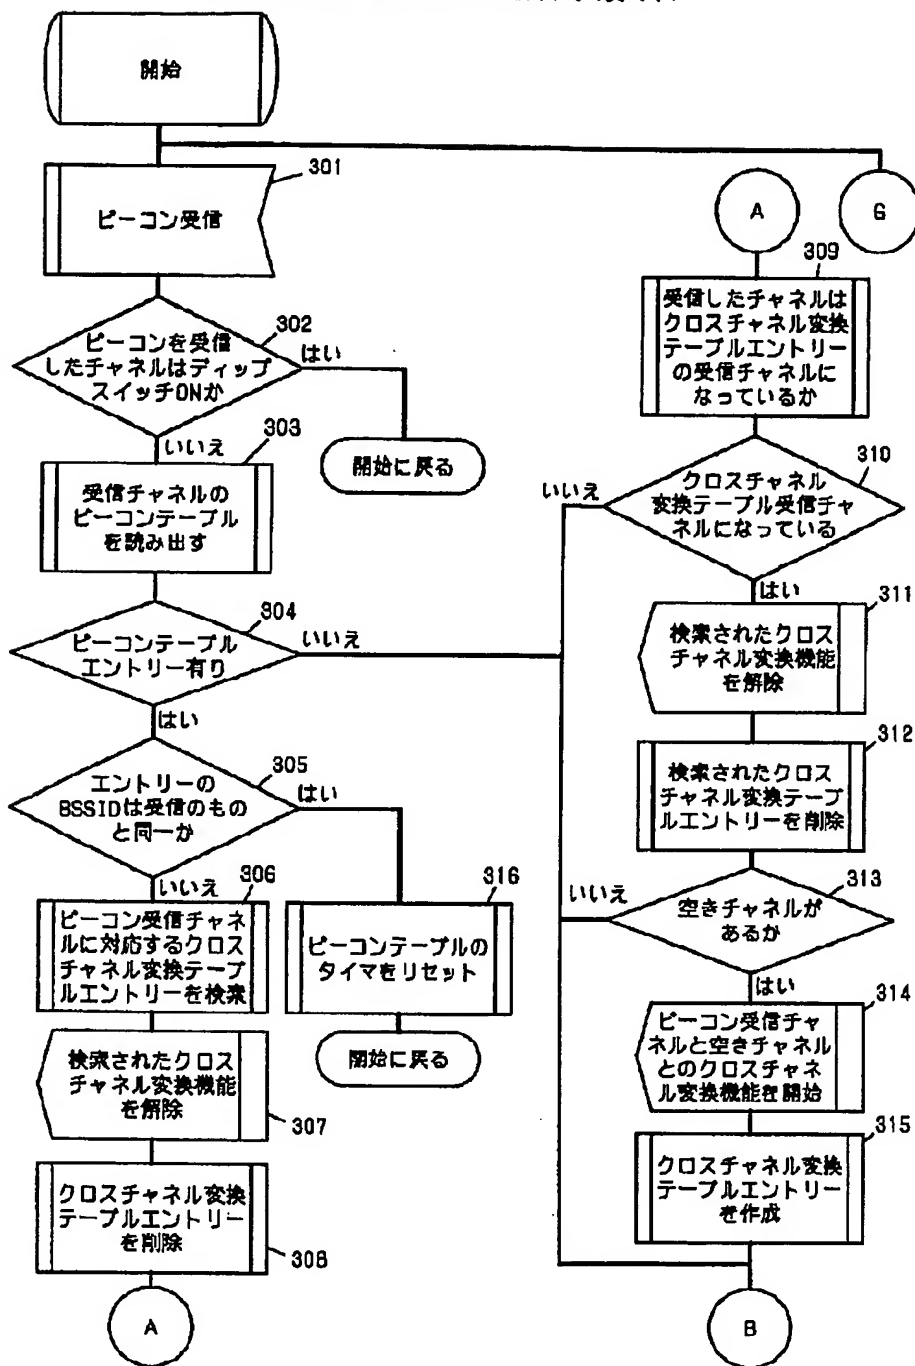 開始
301
ビーコン受信
302
ビーコンを受信
したチャネルはディップ
スイッチONか
はい
開始に戻る
いいえ
303
受信チャネルの
ビーコンテーブル
を読み出す
304
ビーコンテーブル
エントリー有り
いいえ
はい
305
エントリーの
BSSIDは受信のもの
と同一か
はい
いいえ
306
ビーコン受信チャネ
ルに対応するクロス
チャネル変換テーブ
ルエントリーを検索
316
ビーコンテーブルの
タイマをリセット
開始に戻る
検索されたクロス
チャネル変換機能
を解除
307
クロスチャネル変換
テーブルエントリー
を削除
308
A
A
G
309
受信したチャネルは
クロスチャネル変換
テーブルエントリー
の受信チャネルに
なっているか
310
いいえ
クロスチャネル
変換テーブル受信チャ
ネルになっている
はい
311
検索されたクロス
チャネル変換機能
を解除
312
検索されたクロス
チャネル変換テーブ
ルエントリーを削除
313
いいえ
空きチャネルが
あるか
はい
314
ビーコン受信チャ
ネルと空きチャネル
とのクロスチャネ
ル変換機能を開始
315
クロスチャネル変換
テーブルエントリー
を作成
B